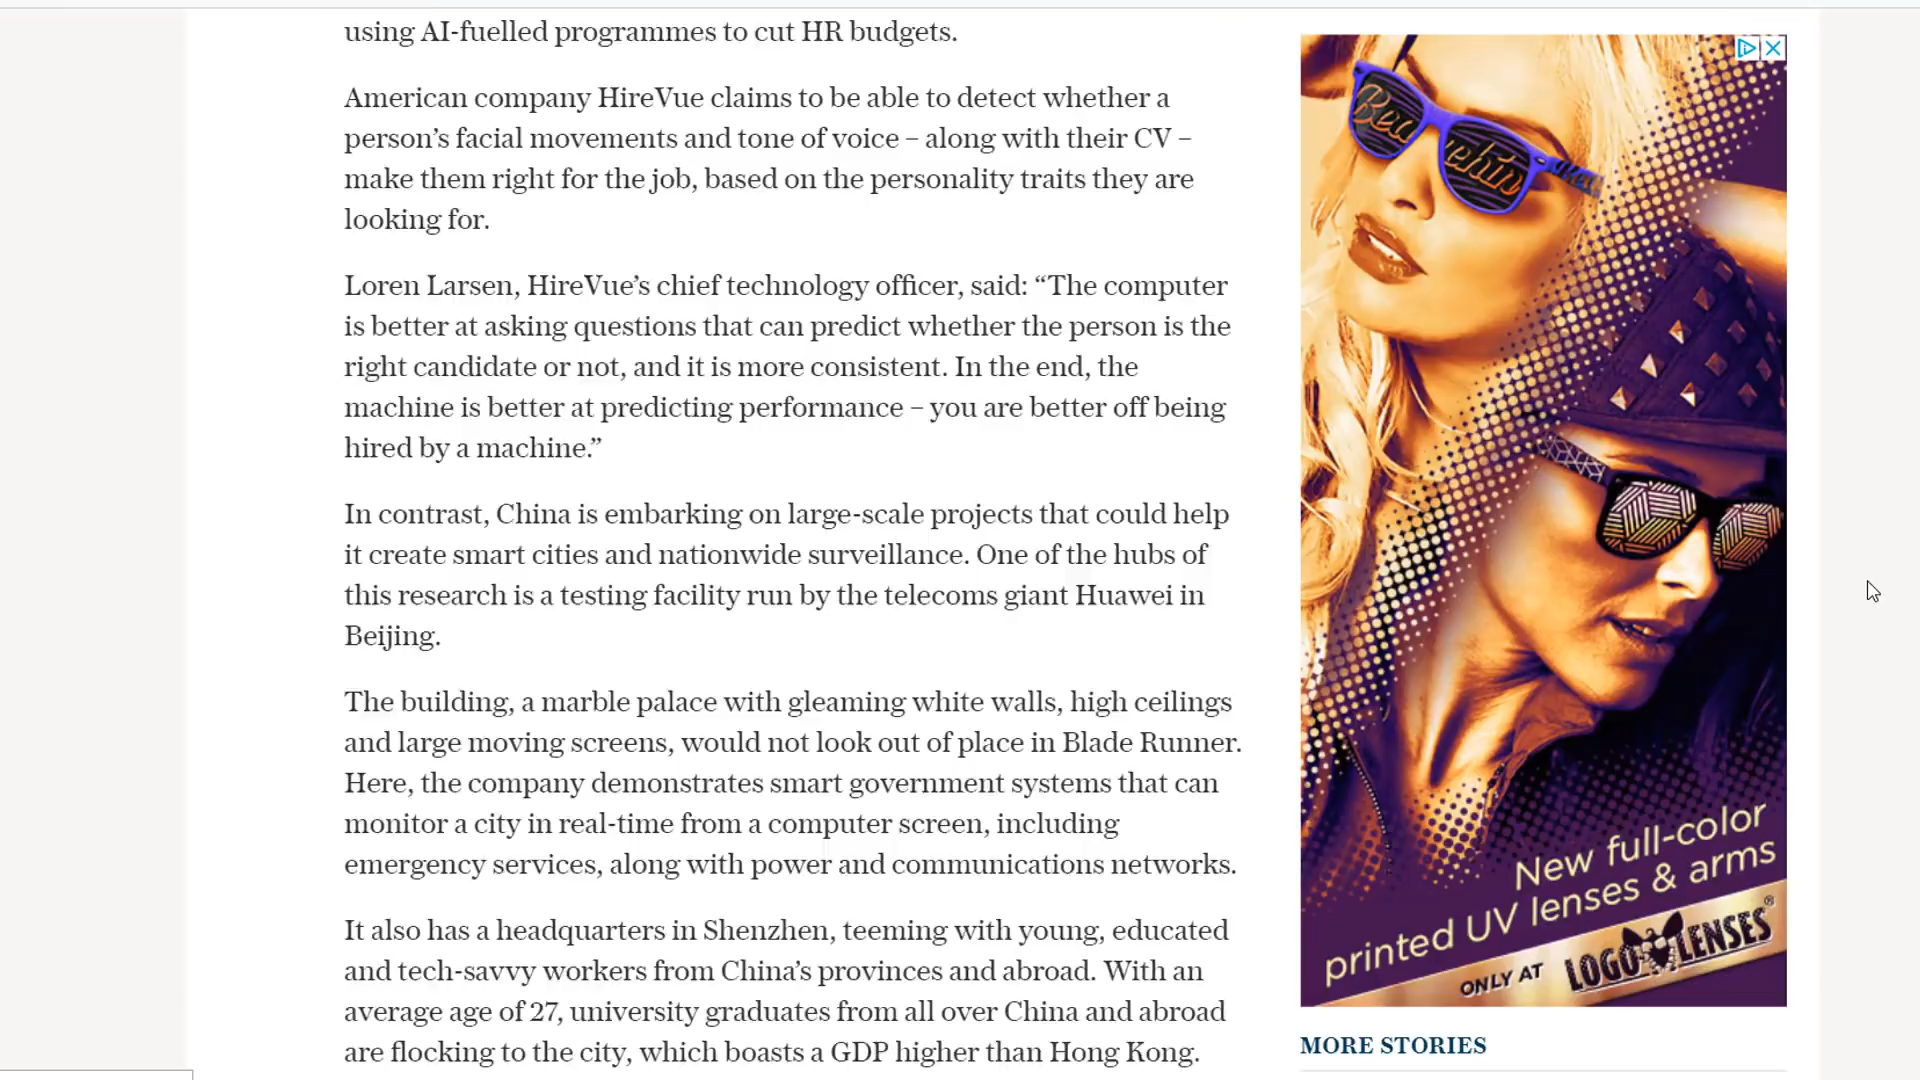 using AI-fuelled programmes to cut HR budgets.
American company HireVue claims to be able to detect whether a
person’s facial movements and tone of voice – along with their CV –
make them right for the job, based on the personality traits they are
looking for.
Loren Larsen, HireVue’s chief technology officer, said: “The computer
is better at asking questions that can predict whether the person is the
right candidate or not, and it is more consistent. In the end, the
machine is better at predicting performance – you are better off being
hired by a machine.”
In contrast, China is embarking on large-scale projects that could help
it create smart cities and nationwide surveillance. One of the hubs of
this research is a testing facility run by the telecoms giant Huawei in
Beijing.
The building, a marble palace with gleaming white walls, high ceilings
and large moving screens, would not look out of place in Blade Runner.
Here, the company demonstrates smart government systems that can
monitor a city in real-time from a computer screen, including
emergency services, along with power and communications networks.
It also has a headquarters in Shenzhen, teeming with young, educated
and tech-savvy workers from China’s provinces and abroad. With an
average age of 27, university graduates from all over China and abroad
are flocking to the city, which boasts a GDP higher than Hong Kong.
New full-color
printed UV lenses & arms
ONLY AT LOGO LENSES®
MORE STORIES